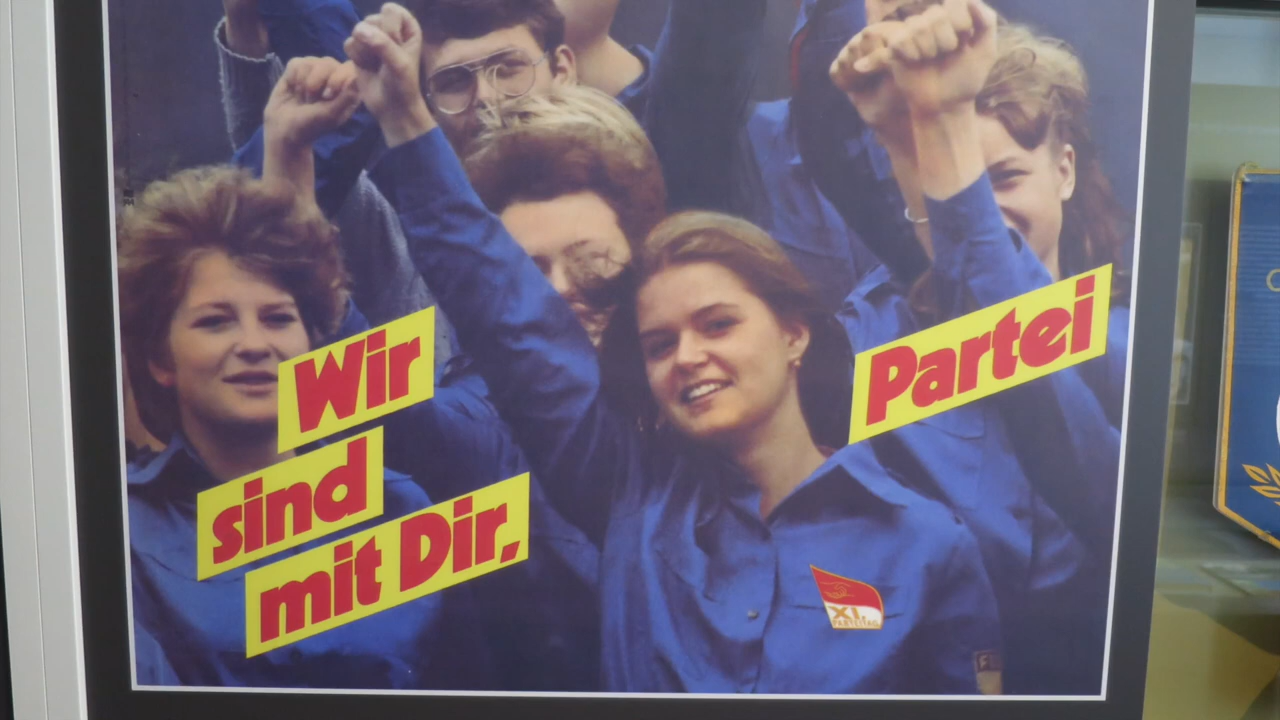 Wir
sind
mit Dir,
Partei
XI.
PARTEITAG